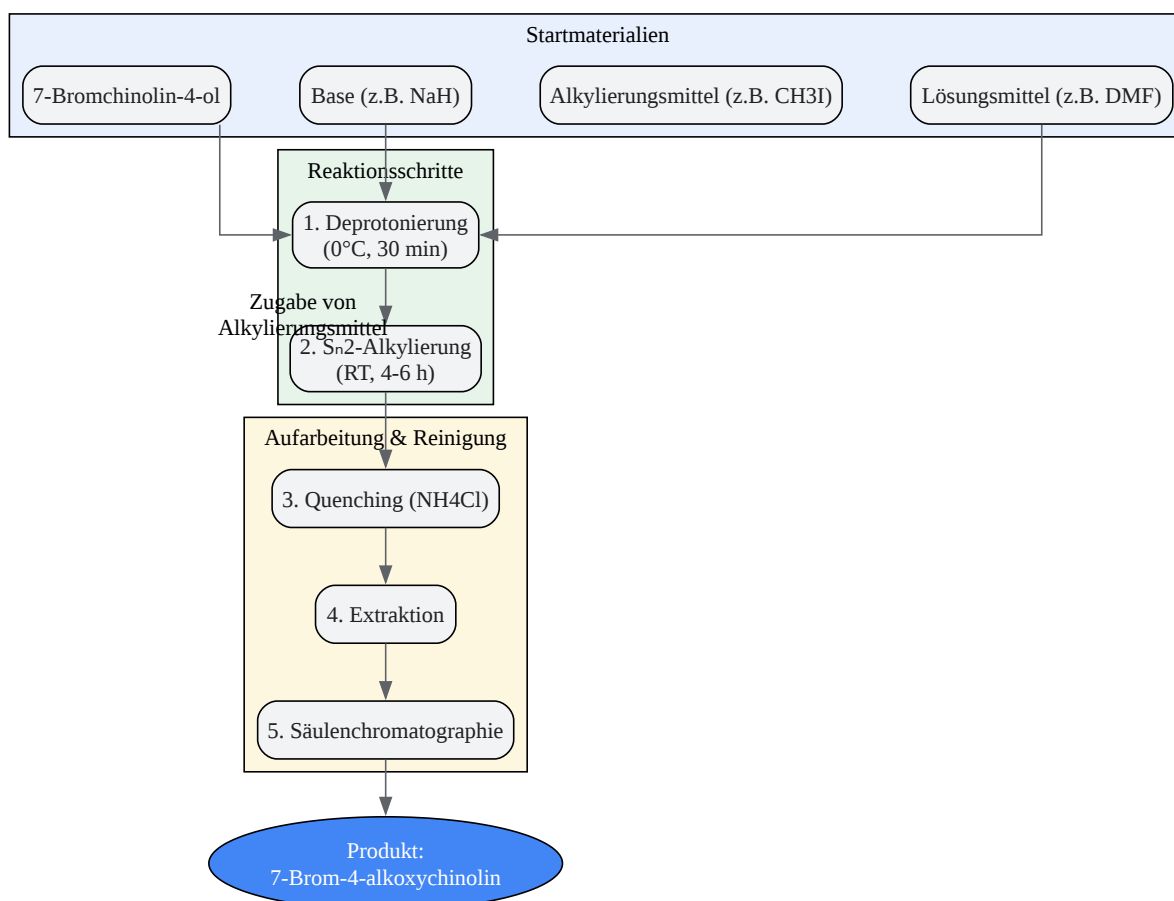 Startmaterialien
7-Bromchinolin-4-ol
Base (z.B. NaH)
Alkylierungsmittel (z.B. CH3I)
Lösungsmittel (z.B. DMF)
Reaktionsschritte
1. Deprotonierung
(0°C, 30 min)
Zugabe von
Alkylierungsmittel
2. Sₙ2-Alkylierung
(RT, 4-6 h)
Aufarbeitung & Reinigung
3. Quenching (NH4Cl)
4. Extraktion
5. Säulenchromatographie
Produkt:
7-Brom-4-alkoxychinolin